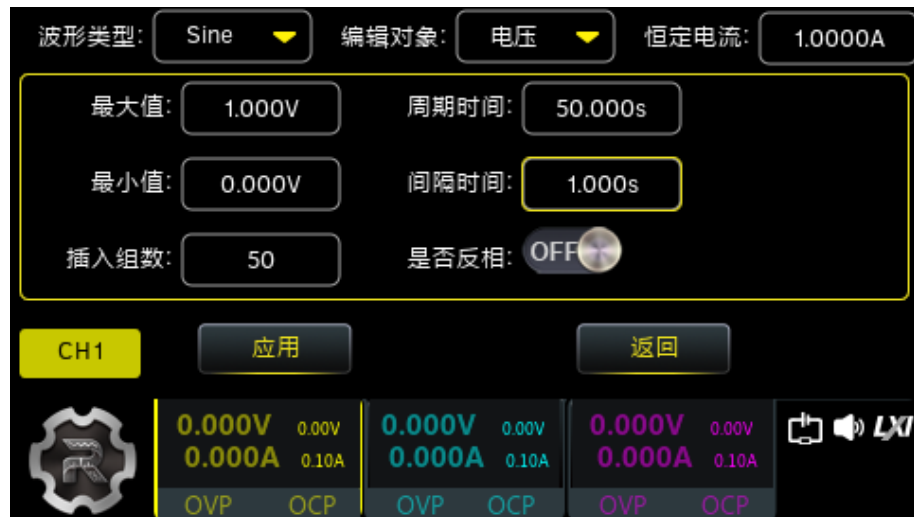 波形类型: Sine 编辑对象: 电压 恒定电流: 1.0000A
最大值: 1.000V 周期时间: 50.000s
最小值: 0.000V 间隔时间: 1.000s
插入组数: 50 是否反相: OFF
CH1 应用 返回
0.000V 0.00V 0.000V 0.00V 0.000V 0.00V LXI
0.000A 0.10A 0.000A 0.10A 0.000A 0.10A
OVP OCP OVP OCP OVP OCP